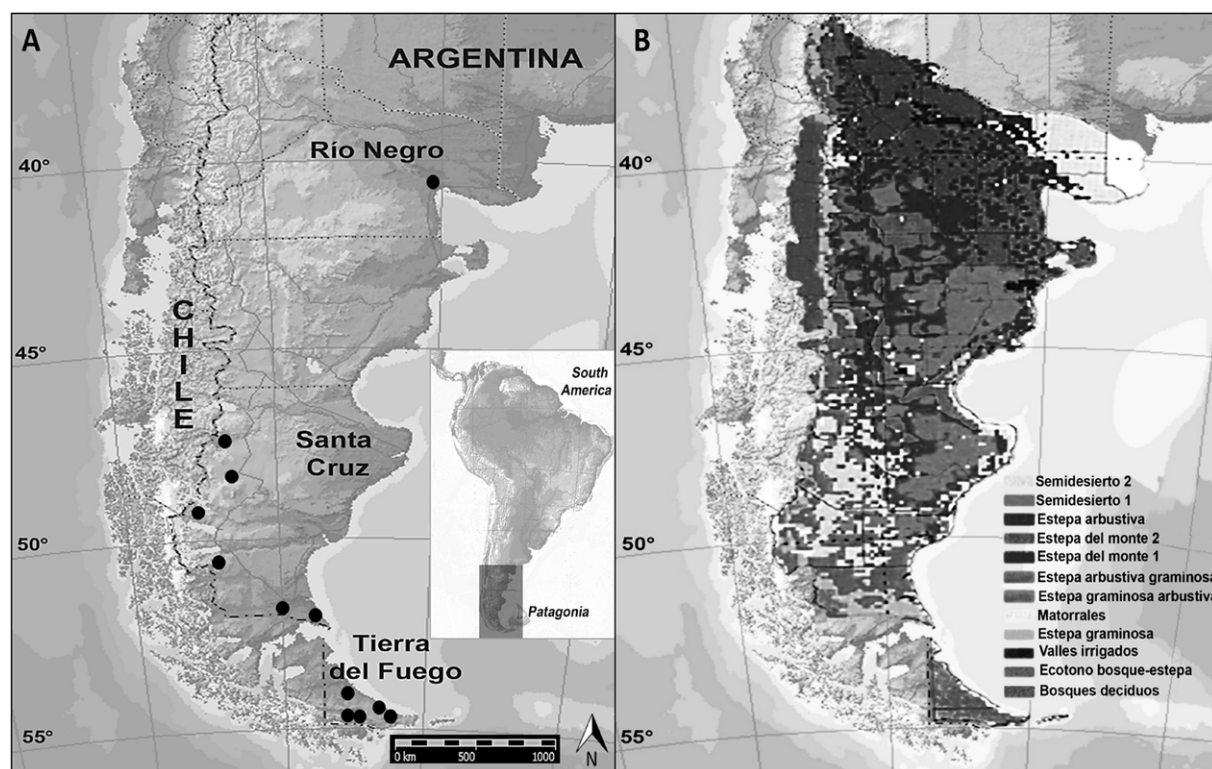 A
ARGENTINA
Río Negro
40°
CHILE
45°
South
America
Santa
Cruz
50°
Patagonia
Tierra
del Fuego
55°
0 km 500 1000
N
B
40°
45°
50°
55°
Semidesierto 2
Semidesierto 1
Estepa arbustiva
Estepa del monte 2
Estepa del monte 1
Estepa arbustiva graminosa
Estepa graminosa arbustiva
Matorrales
Estepa graminosa
Valles irrigados
Ecotono bosque-estepa
Bosques deciduos